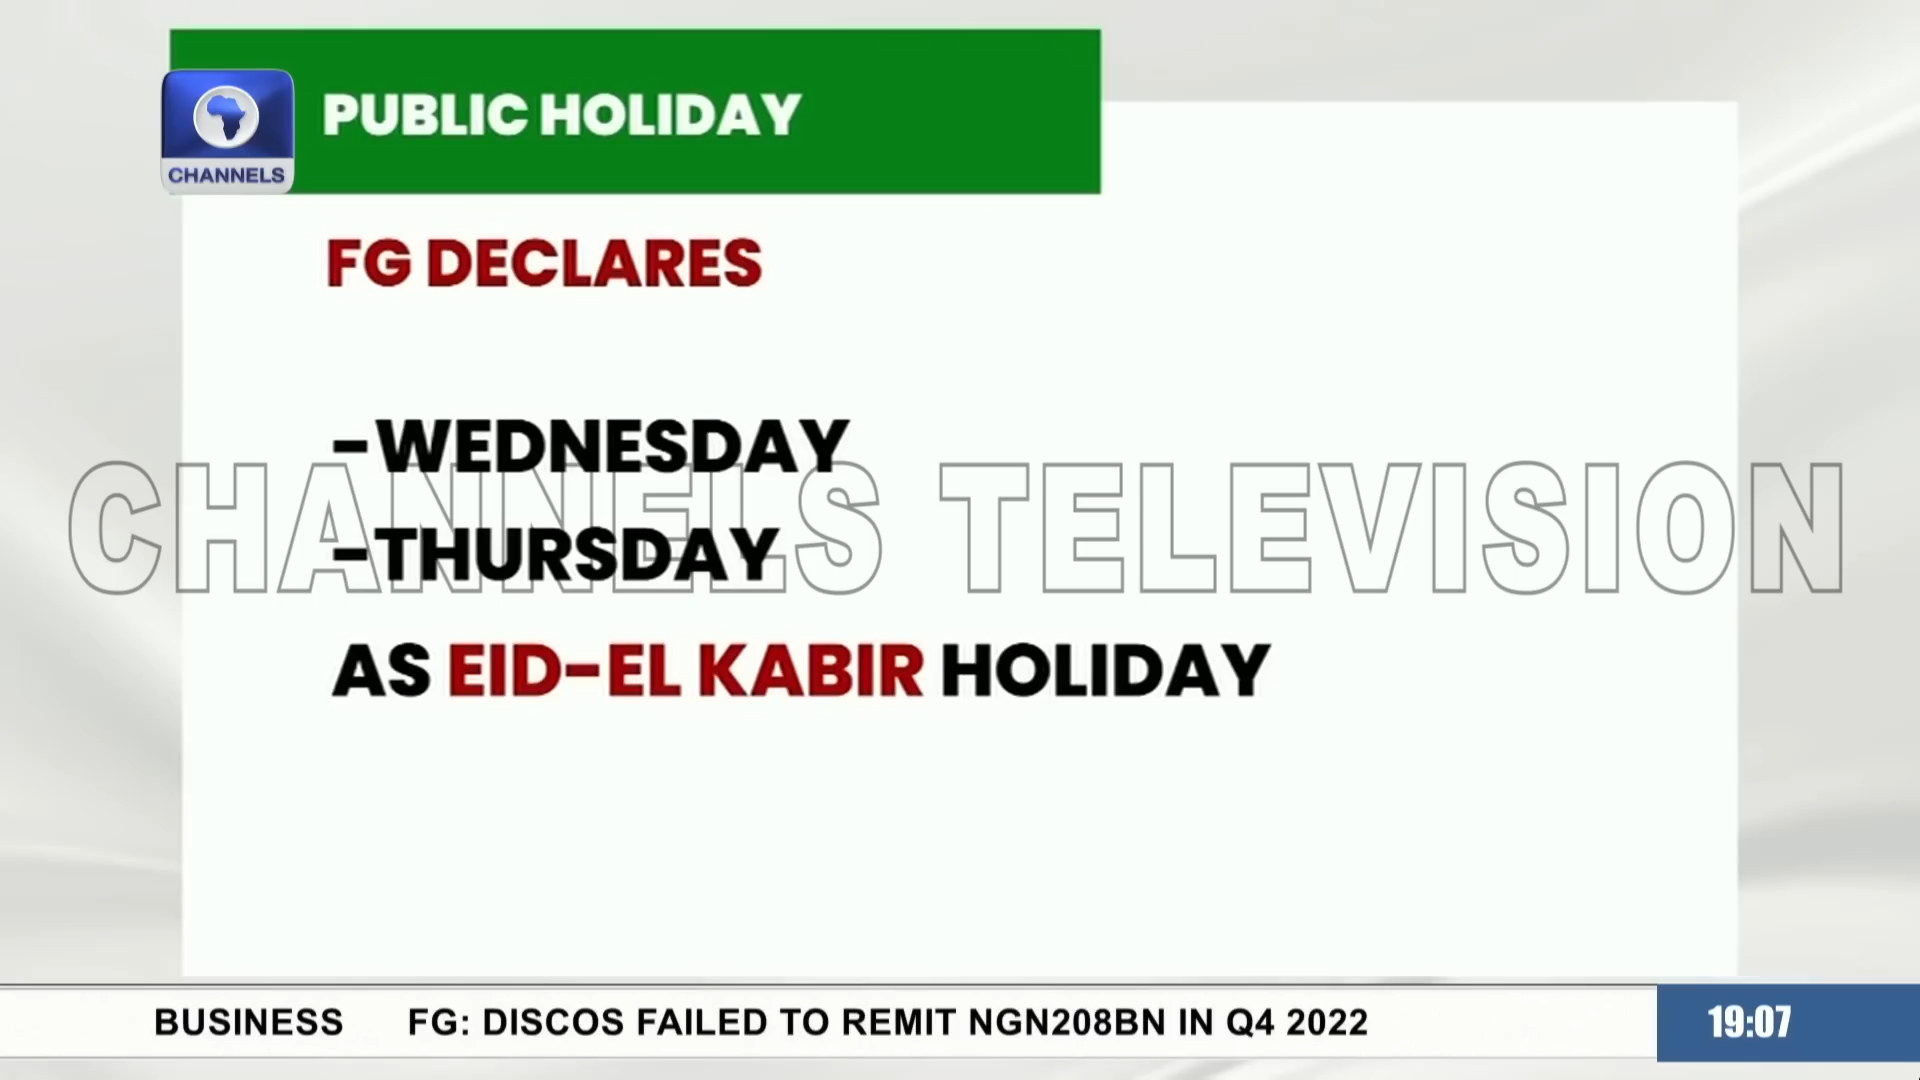 PUBLIC HOLIDAY
CHANNELS
FG DECLARES
-WEDNESDAY
CHANNELS TELEVISION
-THURSDAY
AS EID-EL KABIR HOLIDAY
BUSINESS FG: DISCOS FAILED TO REMIT NGN208BN IN Q4 2022
19:07